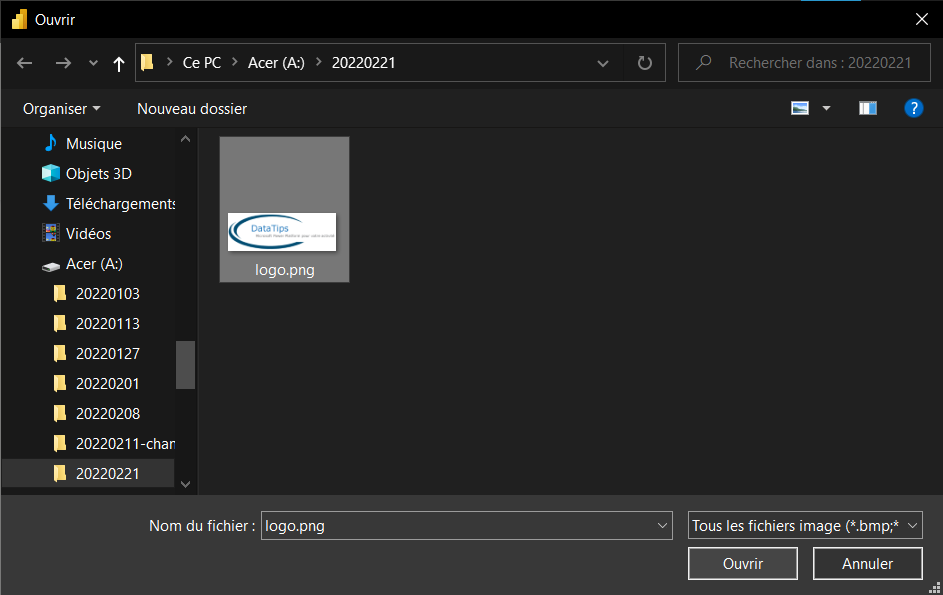 Ouvrir
Ce PC > Acer (A:) > 20220221
Rechercher dans : 20220221
Organiser
Nouveau dossier
Musique
Objets 3D
Téléchargements
Vidéos
Acer (A:)
20220103
20220113
20220127
20220201
20220208
20220211-chan
20220221
DataTips
logo.png
Nom du fichier :
logo.png
Tous les fichiers image (*.bmp;*
Ouvrir
Annuler